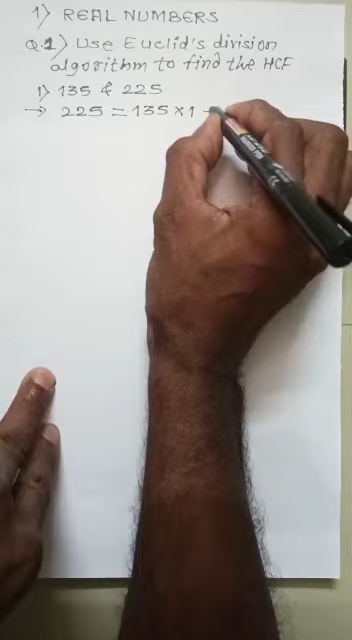 1) REAL NUMBERS
Q.1) Use Euclid's division
algorithm to find the HCF
1) 135 & 225
→ 225 = 135 × 1